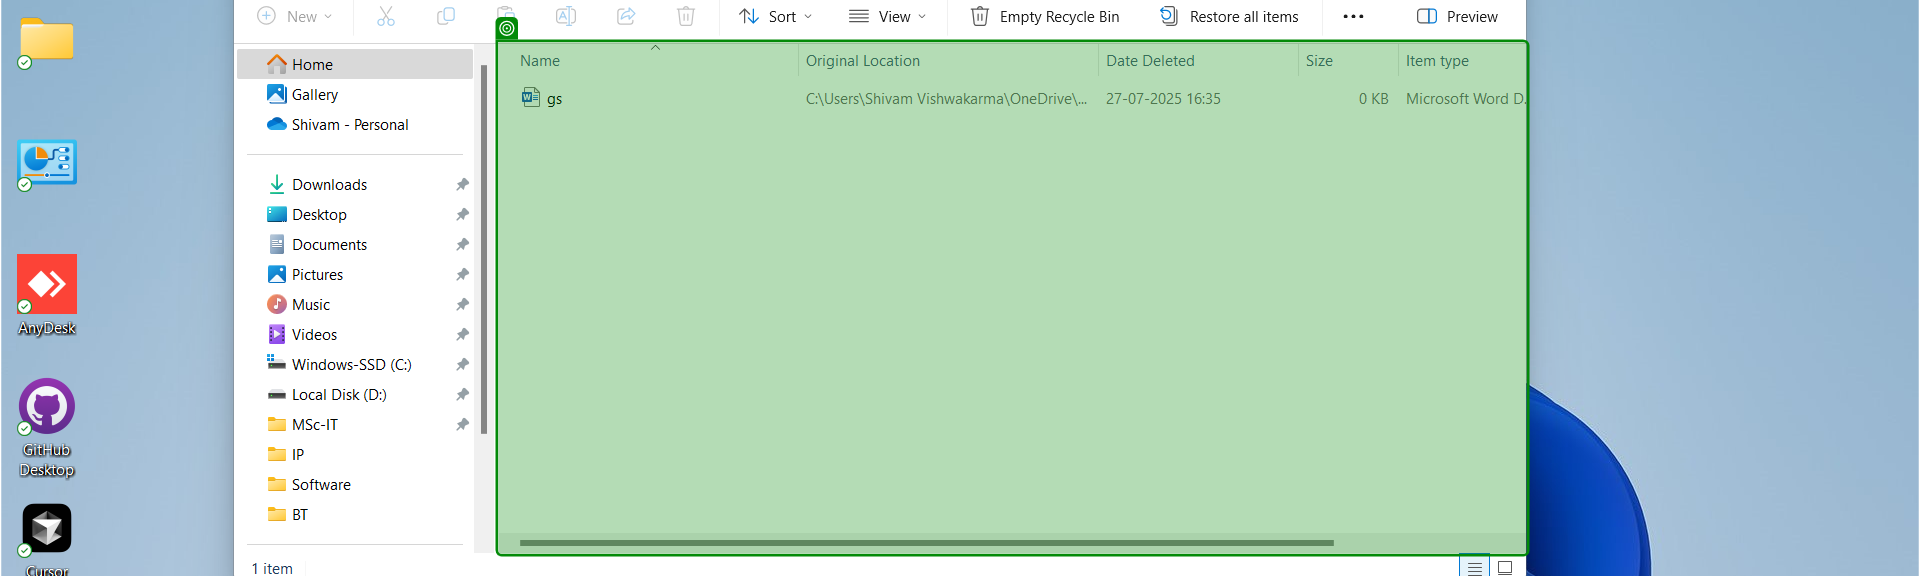 New
Sort
View
Empty Recycle Bin
Restore all items
Preview
Home
Gallery
Shivam - Personal
Downloads
Desktop
Documents
Pictures
Music
Videos
Windows-SSD (C:)
Local Disk (D:)
MSc-IT
IP
Software
BT
1 item
Name
Original Location
Date Deleted
Size
Item type
gs
C:\Users\Shivam Vishwakarma\OneDrive\...
27-07-2025 16:35
0 KB
Microsoft Word D.
AnyDesk
GitHub
Desktop
Cursor